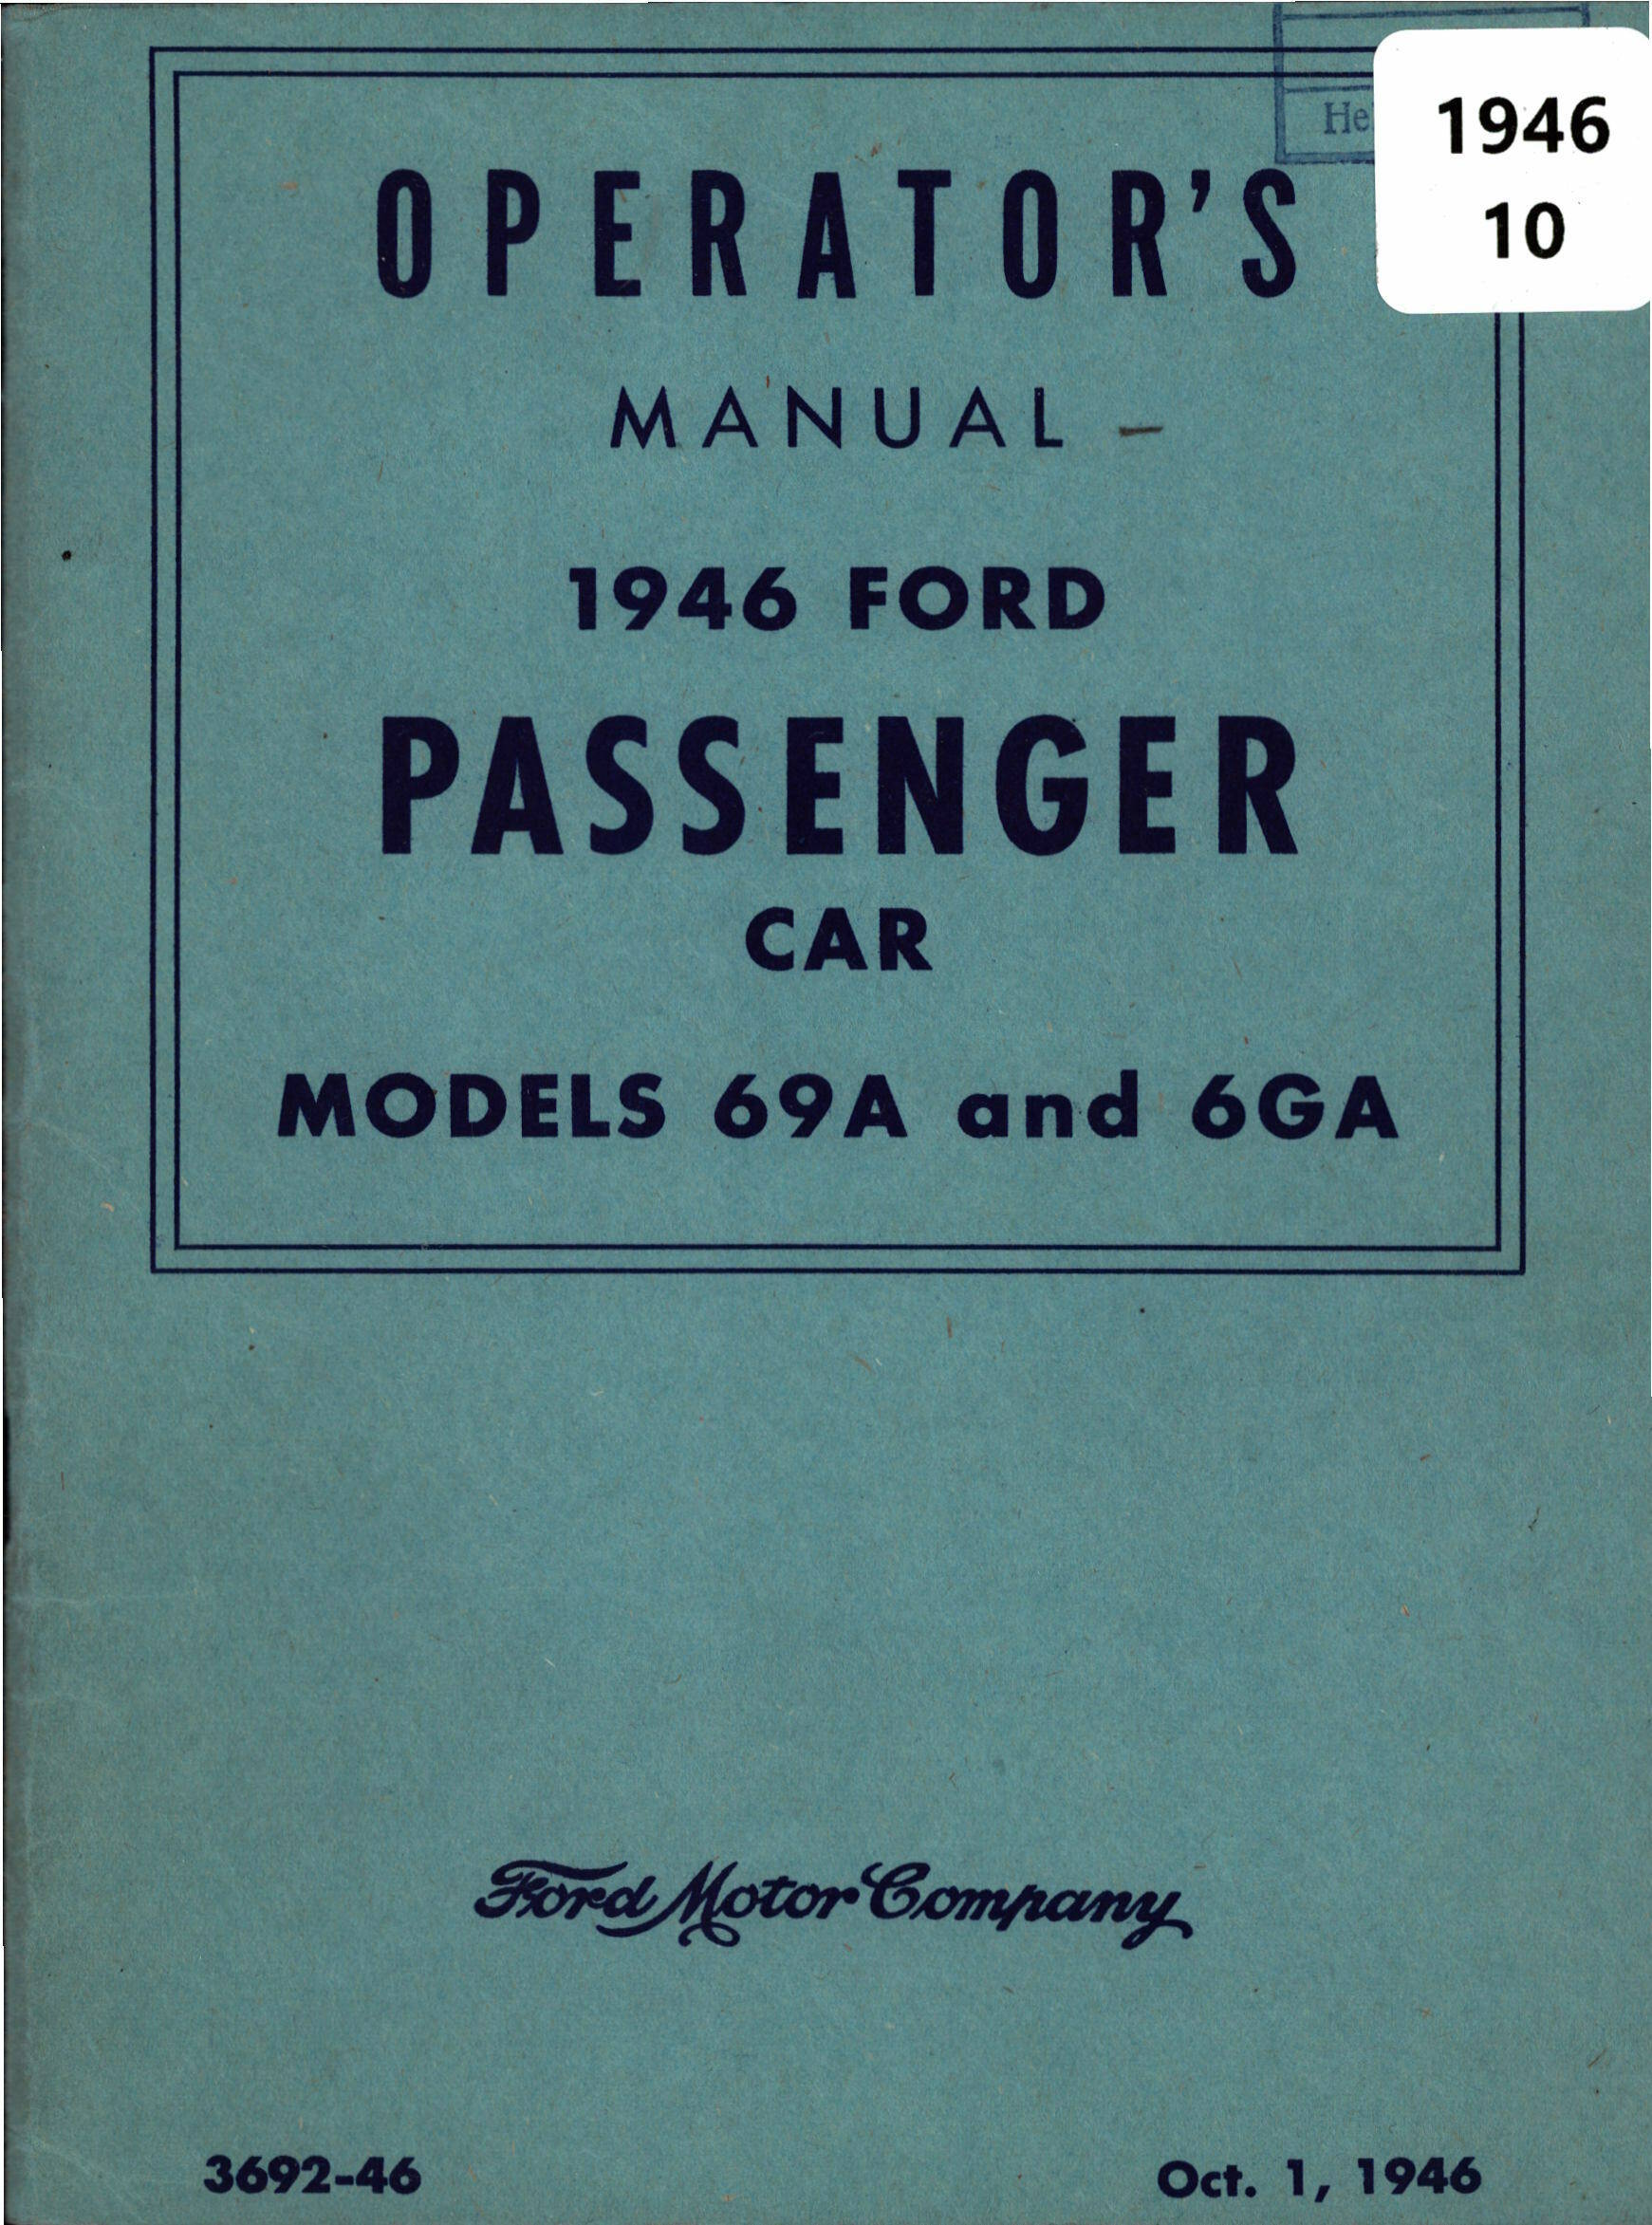 1946
10
OPERATOR'S
MANUAL
1946 FORD
PASSENGER
CAR
MODELS 69A and 6GA
Ford Motor Company
3692-46
Oct. 1, 1946